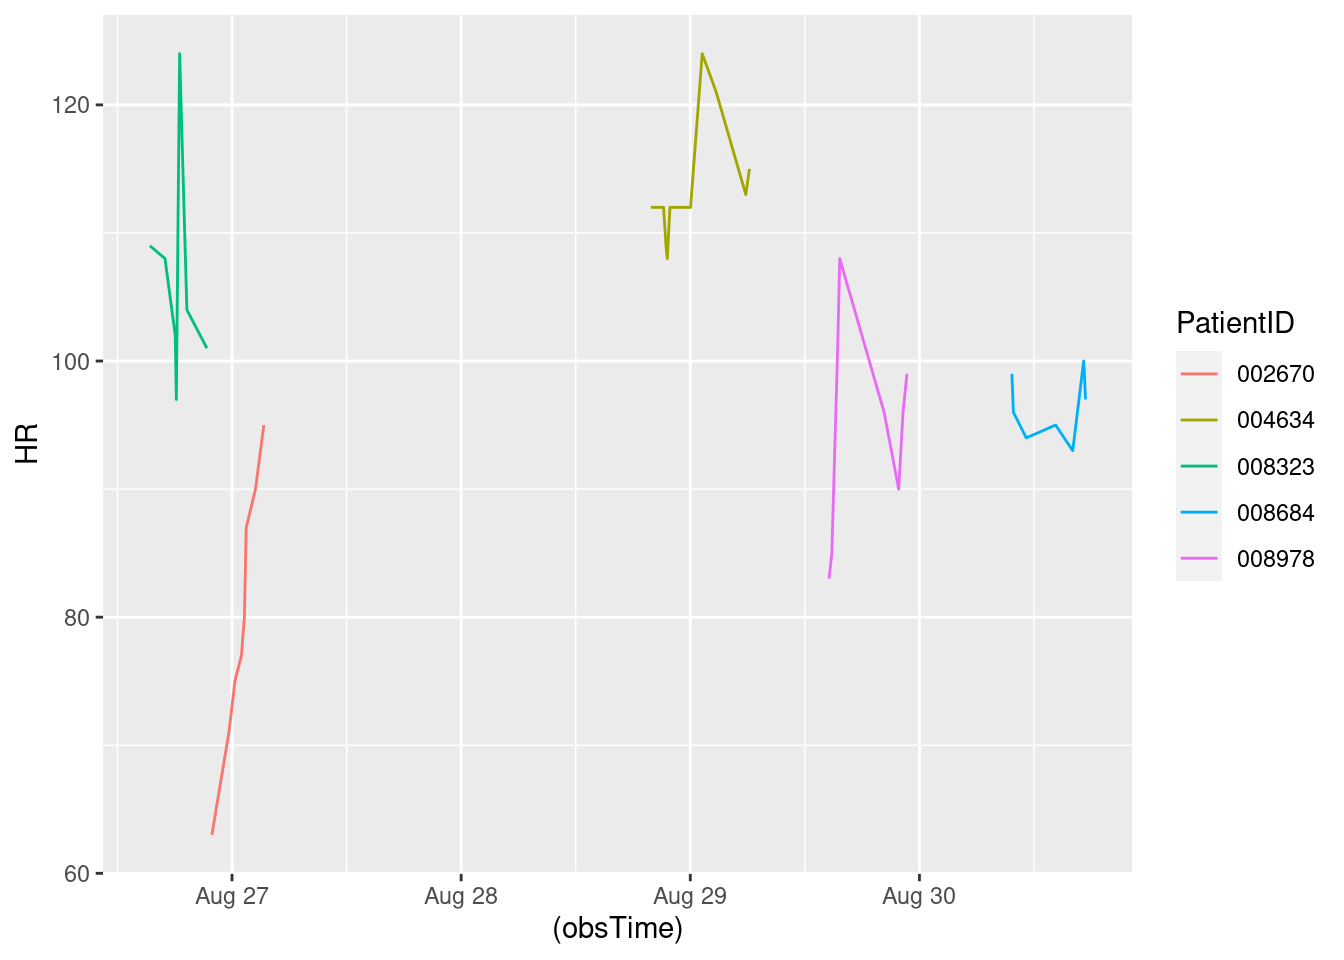 120
100
80
60
HR
Aug 27
Aug 28
Aug 29
Aug 30
(obsTime)
PatientID
002670
004634
008323
008684
008978